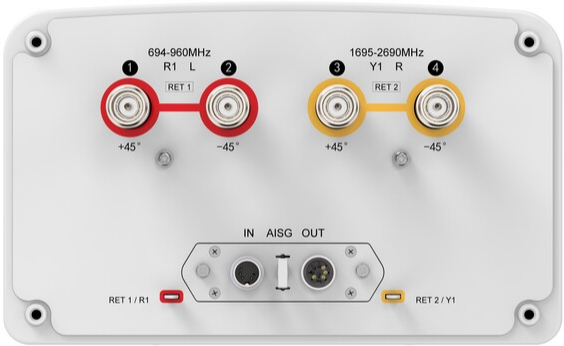 694-960MHz
1695-2690MHz
1 R1 L 2
3 Y1 R 4
RET 1
RET 2
+45° −45°
+45° −45°
IN AISG OUT
RET 1 / R1
RET 2 / Y1